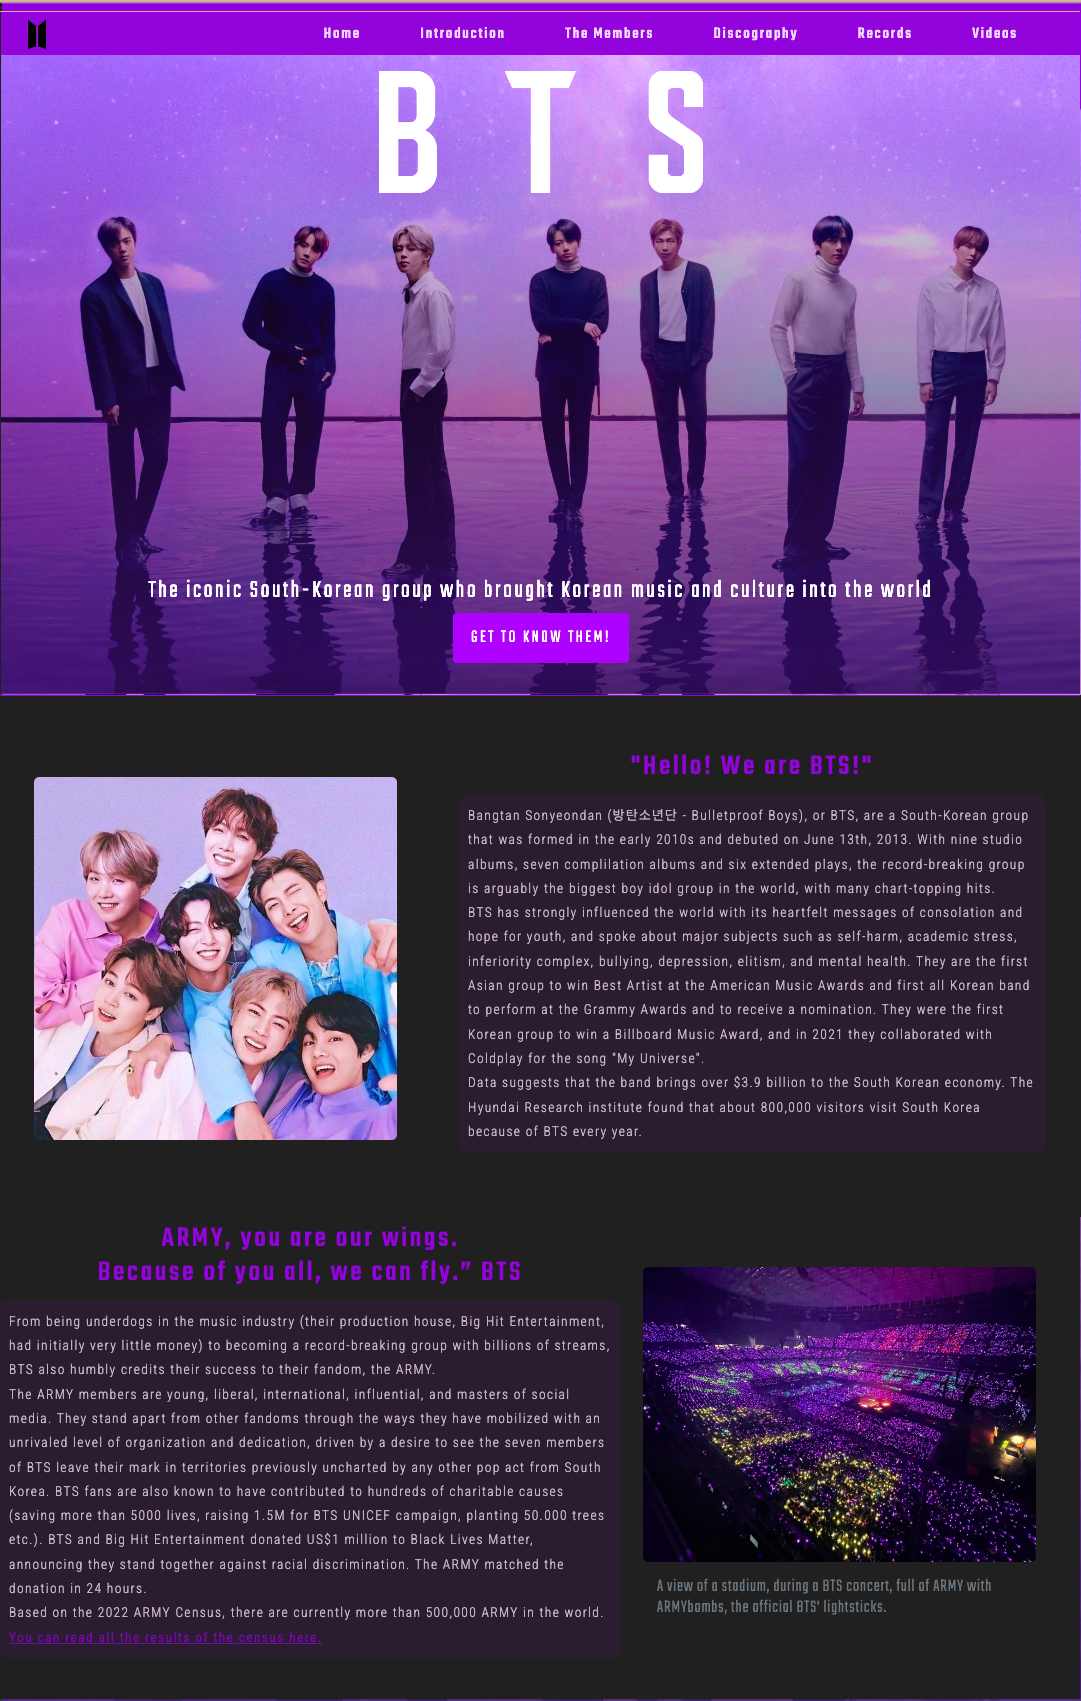 Home Introduction The Members Discography Records Videos
BTS
The iconic South-Korean group who brought Korean music and culture into the world
GET TO KNOW THEM!
"Hello! We are BTS!"
Bangtan Sonyeondan (방탄소년단 - Bulletproof Boys), or BTS, are a South-Korean group
that was formed in the early 2010s and debuted on June 13th, 2013. With nine studio
albums, seven complilation albums and six extended plays, the record-breaking group
is arguably the biggest boy idol group in the world, with many chart-topping hits.
BTS has strongly influenced the world with its heartfelt messages of consolation and
hope for youth, and spoke about major subjects such as self-harm, academic stress,
inferiority complex, bullying, depression, elitism, and mental health. They are the first
Asian group to win Best Artist at the American Music Awards and first all Korean band
to perform at the Grammy Awards and to receive a nomination. They were the first
Korean group to win a Billboard Music Award, and in 2021 they collaborated with
Coldplay for the song "My Universe".
Data suggests that the band brings over $3.9 billion to the South Korean economy. The
Hyundai Research institute found that about 800,000 visitors visit South Korea
because of BTS every year.
ARMY, you are our wings.
Because of you all, we can fly.” BTS
From being underdogs in the music industry (their production house, Big Hit Entertainment,
had initially very little money) to becoming a record-breaking group with billions of streams,
BTS also humbly credits their success to their fandom, the ARMY.
The ARMY members are young, liberal, international, influential, and masters of social
media. They stand apart from other fandoms through the ways they have mobilized with an
unrivaled level of organization and dedication, driven by a desire to see the seven members
of BTS leave their mark in territories previously uncharted by any other pop act from South
Korea. BTS fans are also known to have contributed to hundreds of charitable causes
(saving more than 5000 lives, raising 1.5M for BTS UNICEF campaign, planting 50.000 trees
etc.). BTS and Big Hit Entertainment donated US$1 million to Black Lives Matter,
announcing they stand together against racial discrimination. The ARMY matched the
donation in 24 hours.
Based on the 2022 ARMY Census, there are currently more than 500,000 ARMY in the world.
You can read all the results of the census here.
A view of a stadium, during a BTS concert, full of ARMY with
ARMYbombs, the official BTS' lightsticks.